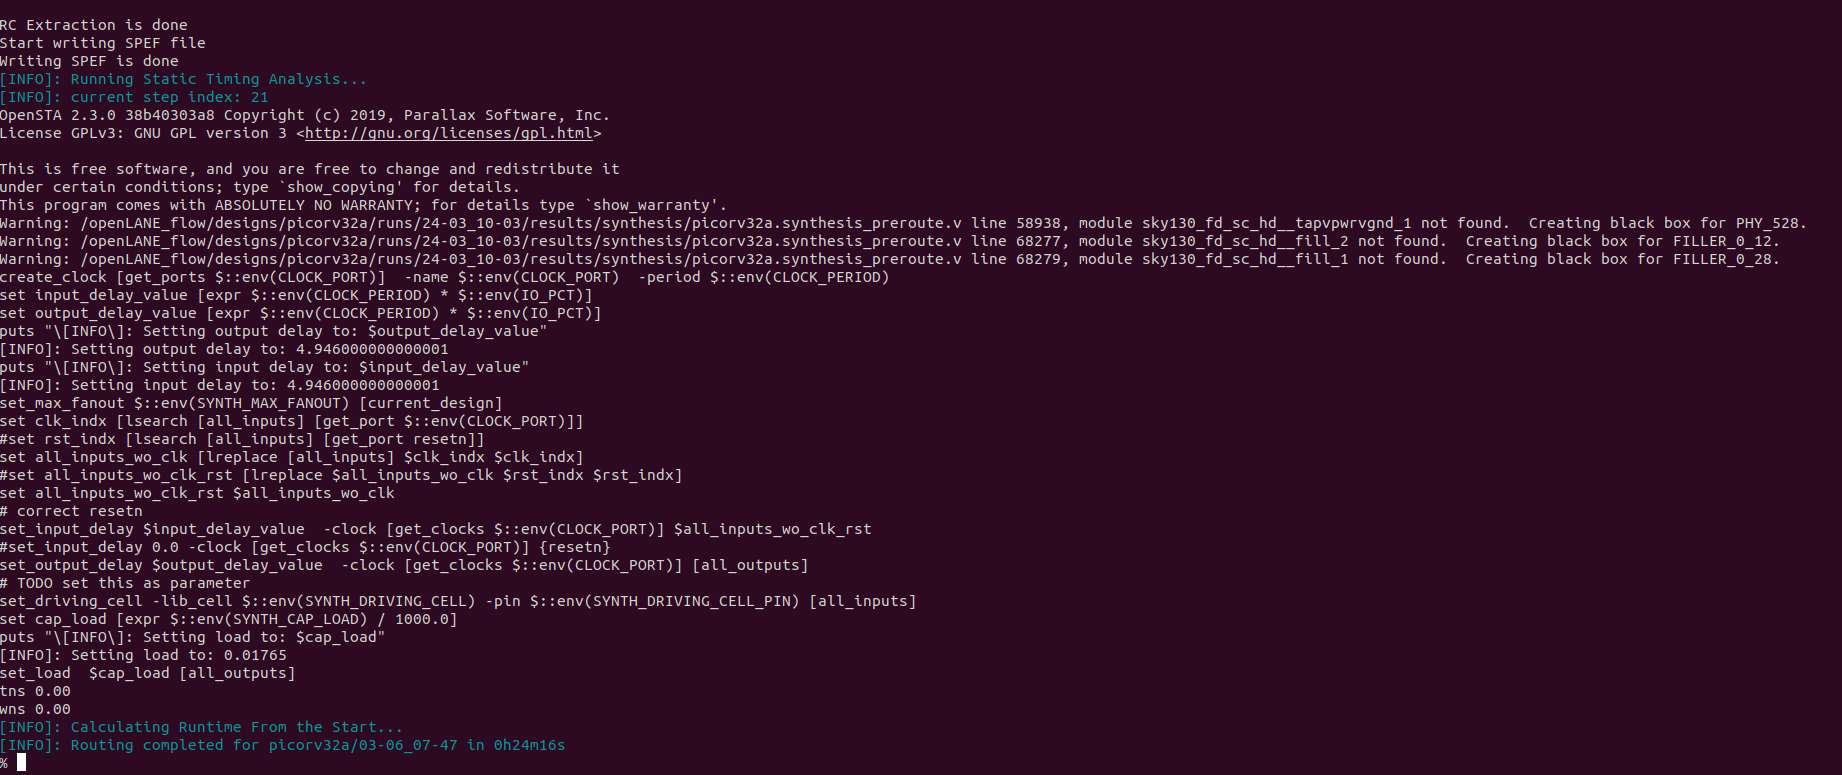 RC Extraction is done
Start writing SPEF file
Writing SPEF is done
[INFO]: Running Static Timing Analysis...
[INFO]: current step index: 21
OpenSTA 2.3.0 38b40303a8 Copyright (c) 2019, Parallax Software, Inc.
License GPLv3: GNU GPL version 3 <http://gnu.org/licenses/gpl.html>
This is free software, and you are free to change and redistribute it
under certain conditions; type `show_copying' for details.
This program comes with ABSOLUTELY NO WARRANTY; for details type `show_warranty'.
Warning: /openLANE_flow/designs/picorv32a/runs/24-03_10-03/results/synthesis/picorv32a.synthesis_preroute.v line 58938, module sky130_fd_sc_hd__tapvpwrvgnd_1 not found.  Creating black box for PHY_528.
Warning: /openLANE_flow/designs/picorv32a/runs/24-03_10-03/results/synthesis/picorv32a.synthesis_preroute.v line 68277, module sky130_fd_sc_hd__fill_2 not found.  Creating black box for FILLER_0_12.
Warning: /openLANE_flow/designs/picorv32a/runs/24-03_10-03/results/synthesis/picorv32a.synthesis_preroute.v line 68279, module sky130_fd_sc_hd__fill_1 not found.  Creating black box for FILLER_0_28.
create_clock [get_ports $::env(CLOCK_PORT)]  -name $::env(CLOCK_PORT)  -period $::env(CLOCK_PERIOD)
set input_delay_value [expr $::env(CLOCK_PERIOD) * $::env(IO_PCT)]
set output_delay_value [expr $::env(CLOCK_PERIOD) * $::env(IO_PCT)]
puts "\[INFO\]: Setting output delay to: $output_delay_value"
[INFO]: Setting output delay to: 4.946000000000001
puts "\[INFO\]: Setting input delay to: $input_delay_value"
[INFO]: Setting input delay to: 4.946000000000001
set_max_fanout $::env(SYNTH_MAX_FANOUT) [current_design]
set clk_indx [lsearch [all_inputs] [get_port $::env(CLOCK_PORT)]]
#set rst_indx [lsearch [all_inputs] [get_port resetn]]
set all_inputs_wo_clk [lreplace [all_inputs] $clk_indx $clk_indx]
#set all_inputs_wo_clk_rst [lreplace $all_inputs_wo_clk $rst_indx $rst_indx]
set all_inputs_wo_clk_rst $all_inputs_wo_clk
# correct resetn
set_input_delay $input_delay_value  -clock [get_clocks $::env(CLOCK_PORT)] $all_inputs_wo_clk_rst
#set_input_delay 0.0 -clock [get_clocks $::env(CLOCK_PORT)] {resetn}
set_output_delay $output_delay_value  -clock [get_clocks $::env(CLOCK_PORT)] [all_outputs]
# TODO set this as parameter
set_driving_cell -lib_cell $::env(SYNTH_DRIVING_CELL) -pin $::env(SYNTH_DRIVING_CELL_PIN) [all_inputs]
set cap_load [expr $::env(SYNTH_CAP_LOAD) / 1000.0]
puts "\[INFO\]: Setting load to: $cap_load"
[INFO]: Setting load to: 0.01765
set_load  $cap_load [all_outputs]
tns 0.00
wns 0.00
[INFO]: Calculating Runtime From the Start...
[INFO]: Routing completed for picorv32a/03-06_07-47 in 0h24m16s
%